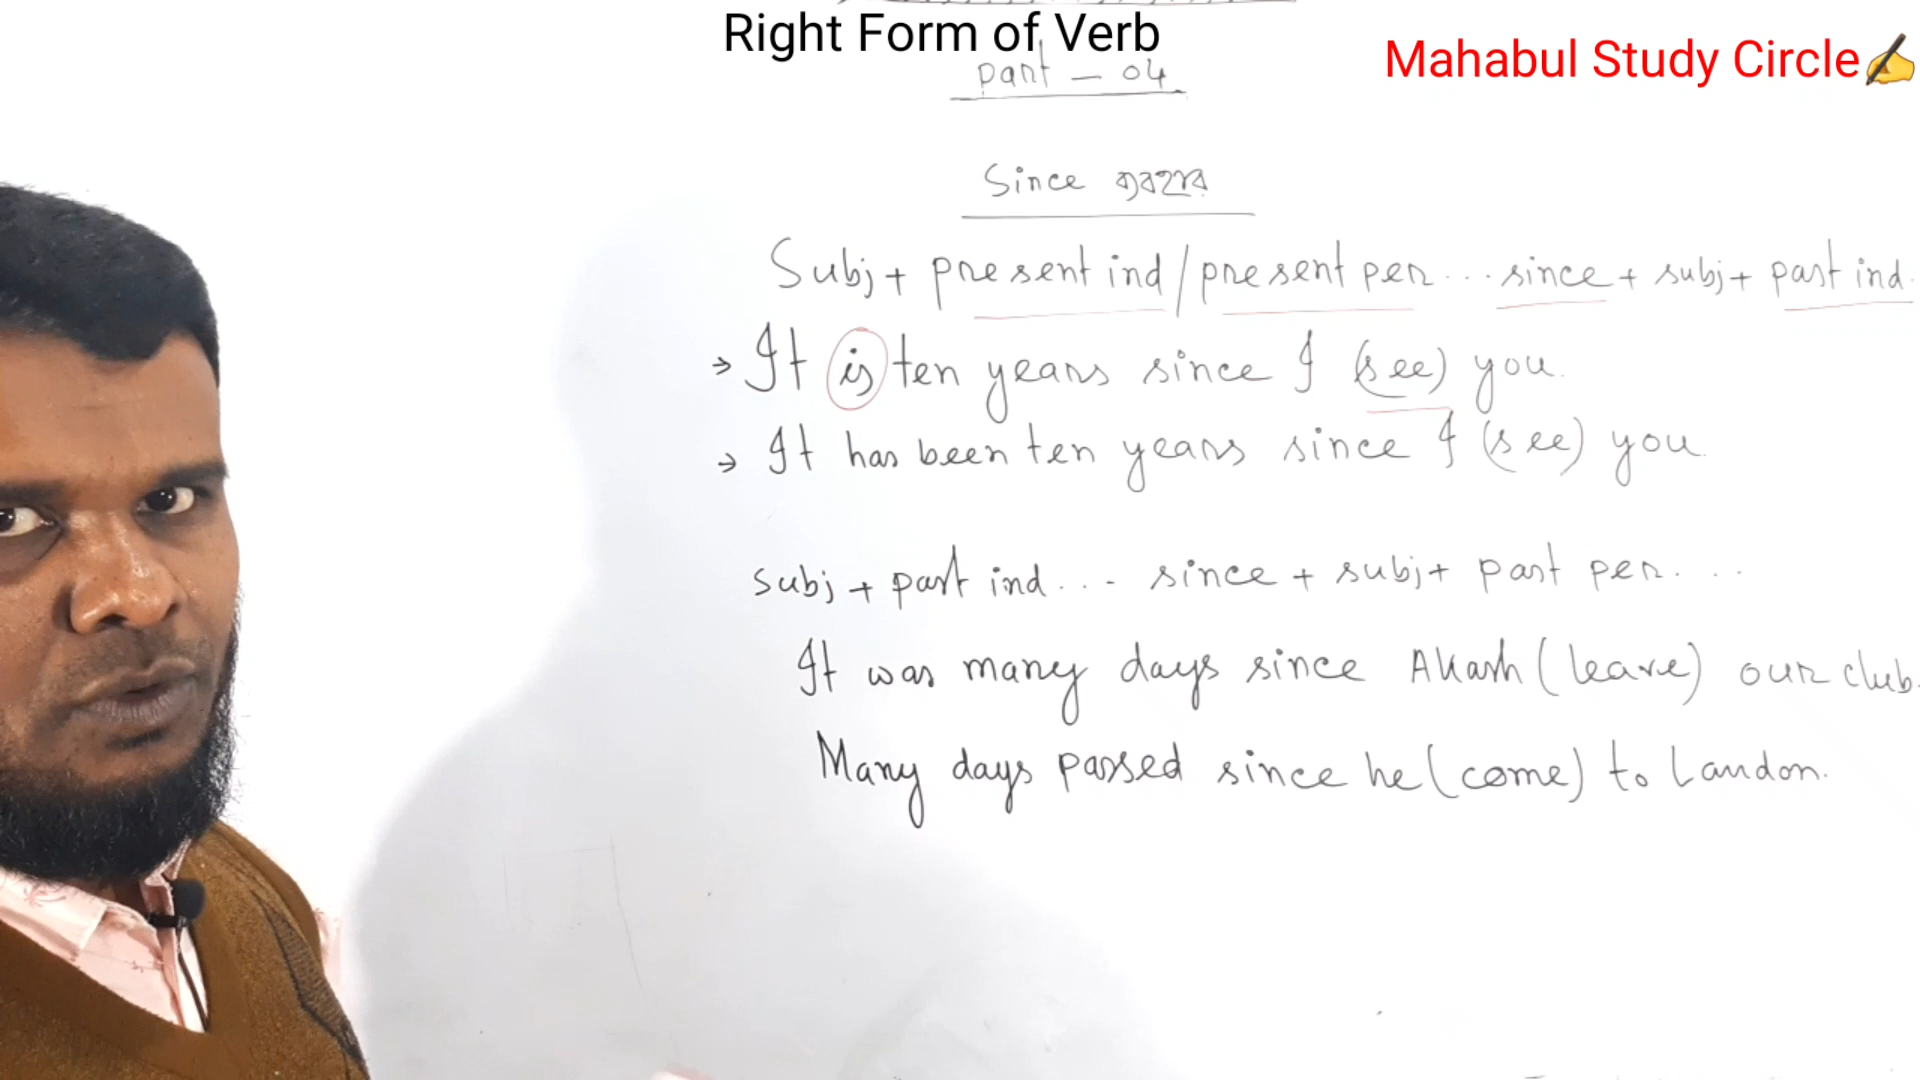 Right Form of Verb
Mahabul Study Circle✍
Part - 04
Since ব্যবহার
Subj + present ind / present per... since + subj + past ind.
→ It is ten years since I (see) you.
→ It has been ten years since I (see) you.
subj + past ind... since + subj + past per...
It was many days since Akash (leave) our club.
Many days passed since he (come) to Landon.